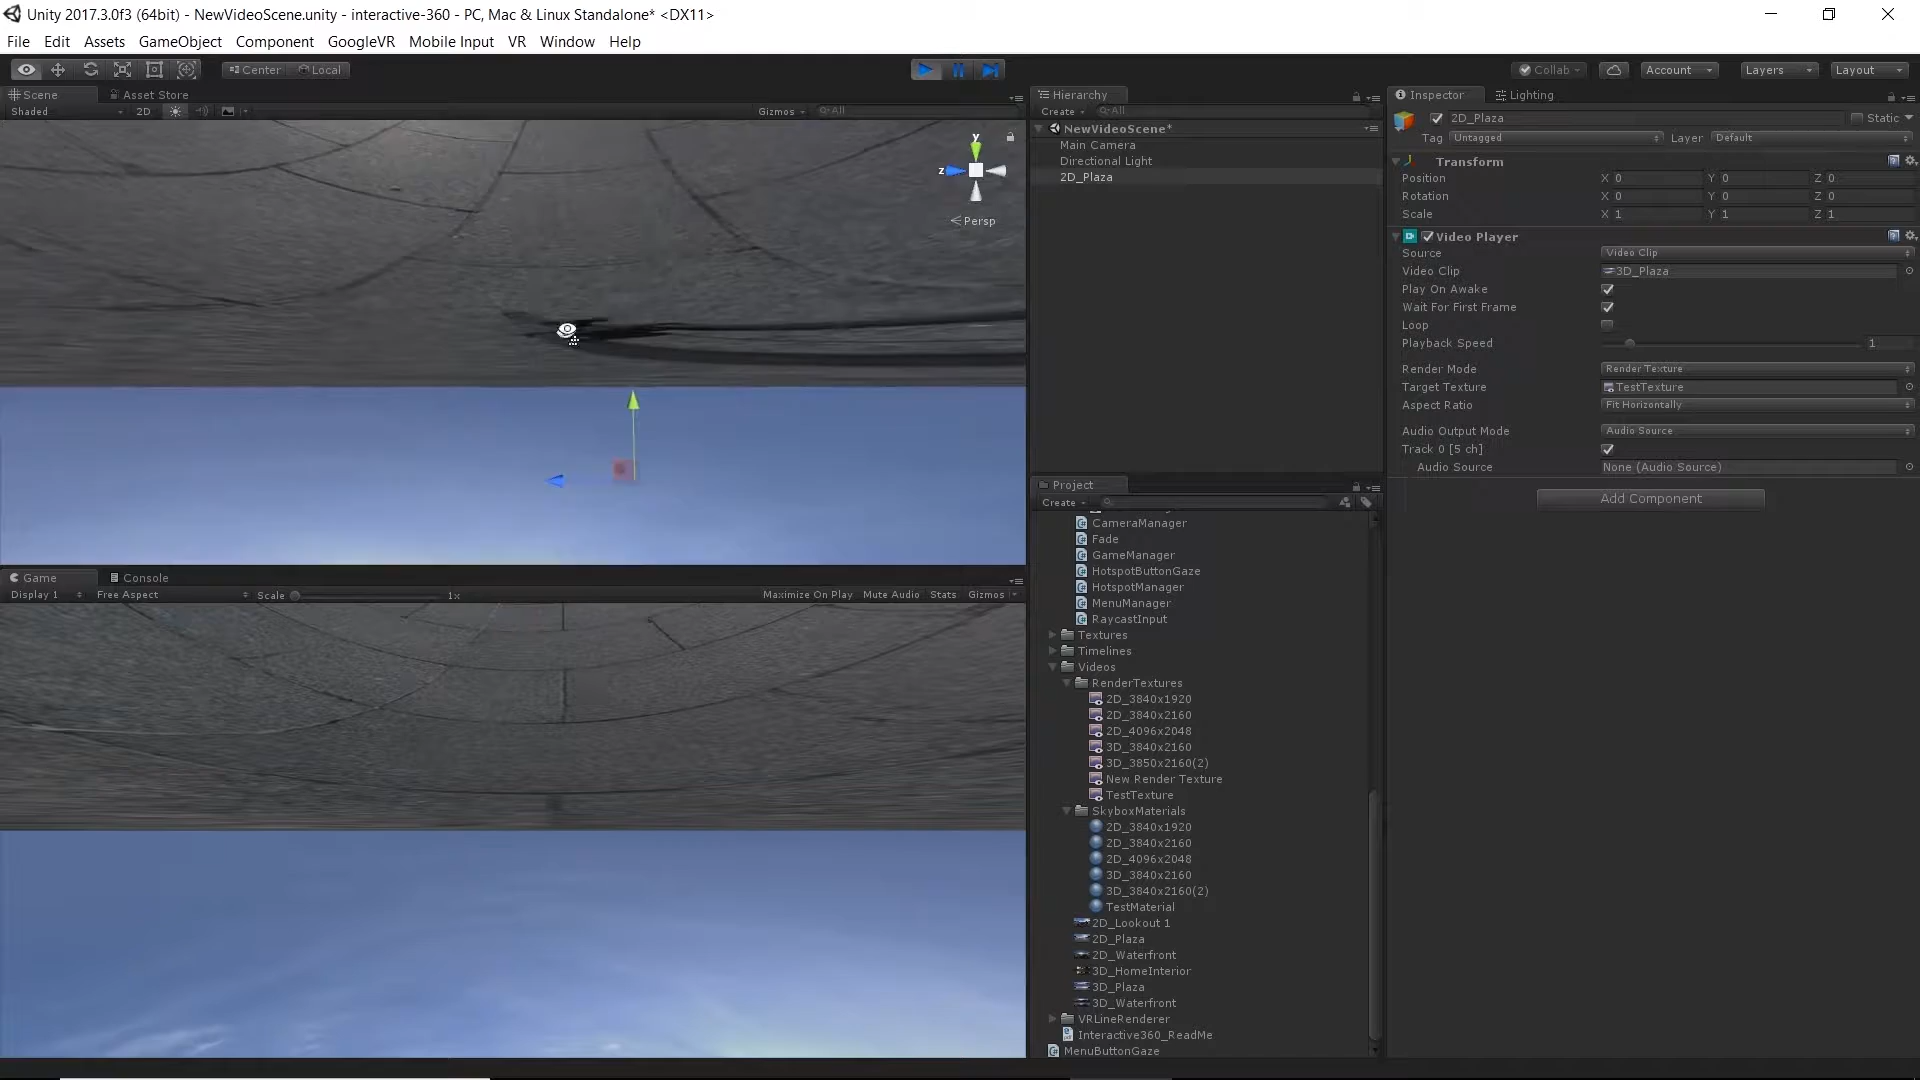 Unity 2017.3.0f3 (64bit) - NewVideoScene.unity - interactive-360 - PC, Mac & Linux Standalone* <DX11>
File Edit Assets GameObject Component GoogleVR Mobile Input VR Window Help
Center Local
Collab Account Layers Layout
Scene Asset Store
Shaded 2D Gizmos All
y
z
Persp
Game Console
Display 1 Free Aspect Scale 1x Maximize On Play Mute Audio Stats Gizmos
Hierarchy
Create All
NewVideoScene*
Main Camera
Directional Light
2D_Plaza
Project
Create
CameraManager
Fade
GameManager
HotspotButtonGaze
HotspotManager
MenuManager
RaycastInput
Textures
Timelines
Videos
RenderTextures
2D_3840x1920
2D_3840x2160
2D_4096x2048
3D_3840x2160
3D_3850x2160(2)
New Render Texture
TestTexture
SkyboxMaterials
2D_3840x1920
2D_3840x2160
2D_4096x2048
3D_3840x2160
3D_3840x2160(2)
TestMaterial
2D_Lookout 1
2D_Plaza
2D_Waterfront
3D_HomeInterior
3D_Plaza
3D_Waterfront
VRLineRenderer
Interactive360_ReadMe
MenuButtonGaze
Inspector Lighting
2D_Plaza Static
Tag Untagged Layer Default
Transform
Position X 0 Y 0 Z 0
Rotation X 0 Y 0 Z 0
Scale X 1 Y 1 Z 1
Video Player
Source Video Clip
Video Clip 3D_Plaza
Play On Awake
Wait For First Frame
Loop
Playback Speed 1
Render Mode Render Texture
Target Texture TestTexture
Aspect Ratio Fit Horizontally
Audio Output Mode Audio Source
Track 0 [5 ch]
Audio Source None (Audio Source)
Add Component